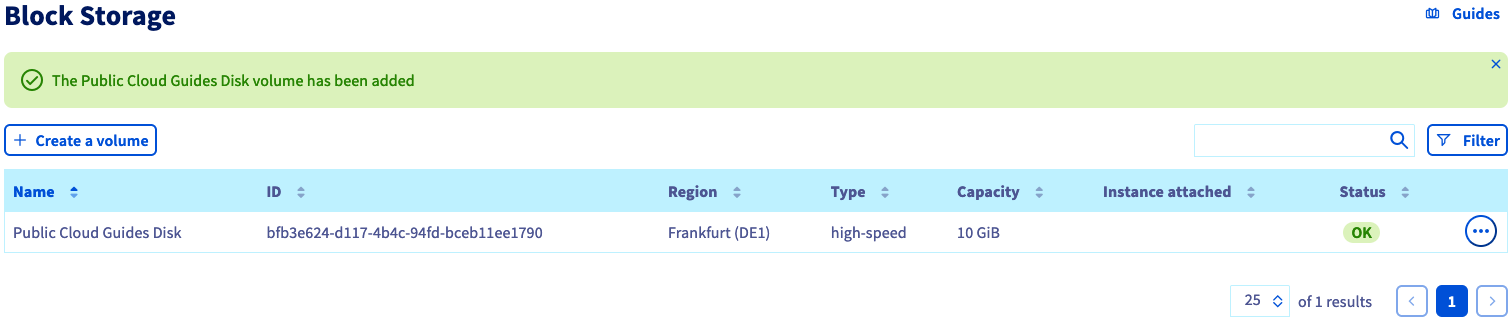 Block Storage
Guides
The Public Cloud Guides Disk volume has been added
Create a volume
Filter
Name ID Region Type Capacity Instance attached Status
Public Cloud Guides Disk bfb3e624-d117-4b4c-94fd-bceb11ee1790 Frankfurt (DE1) high-speed 10 GiB OK
25 of 1 results 1